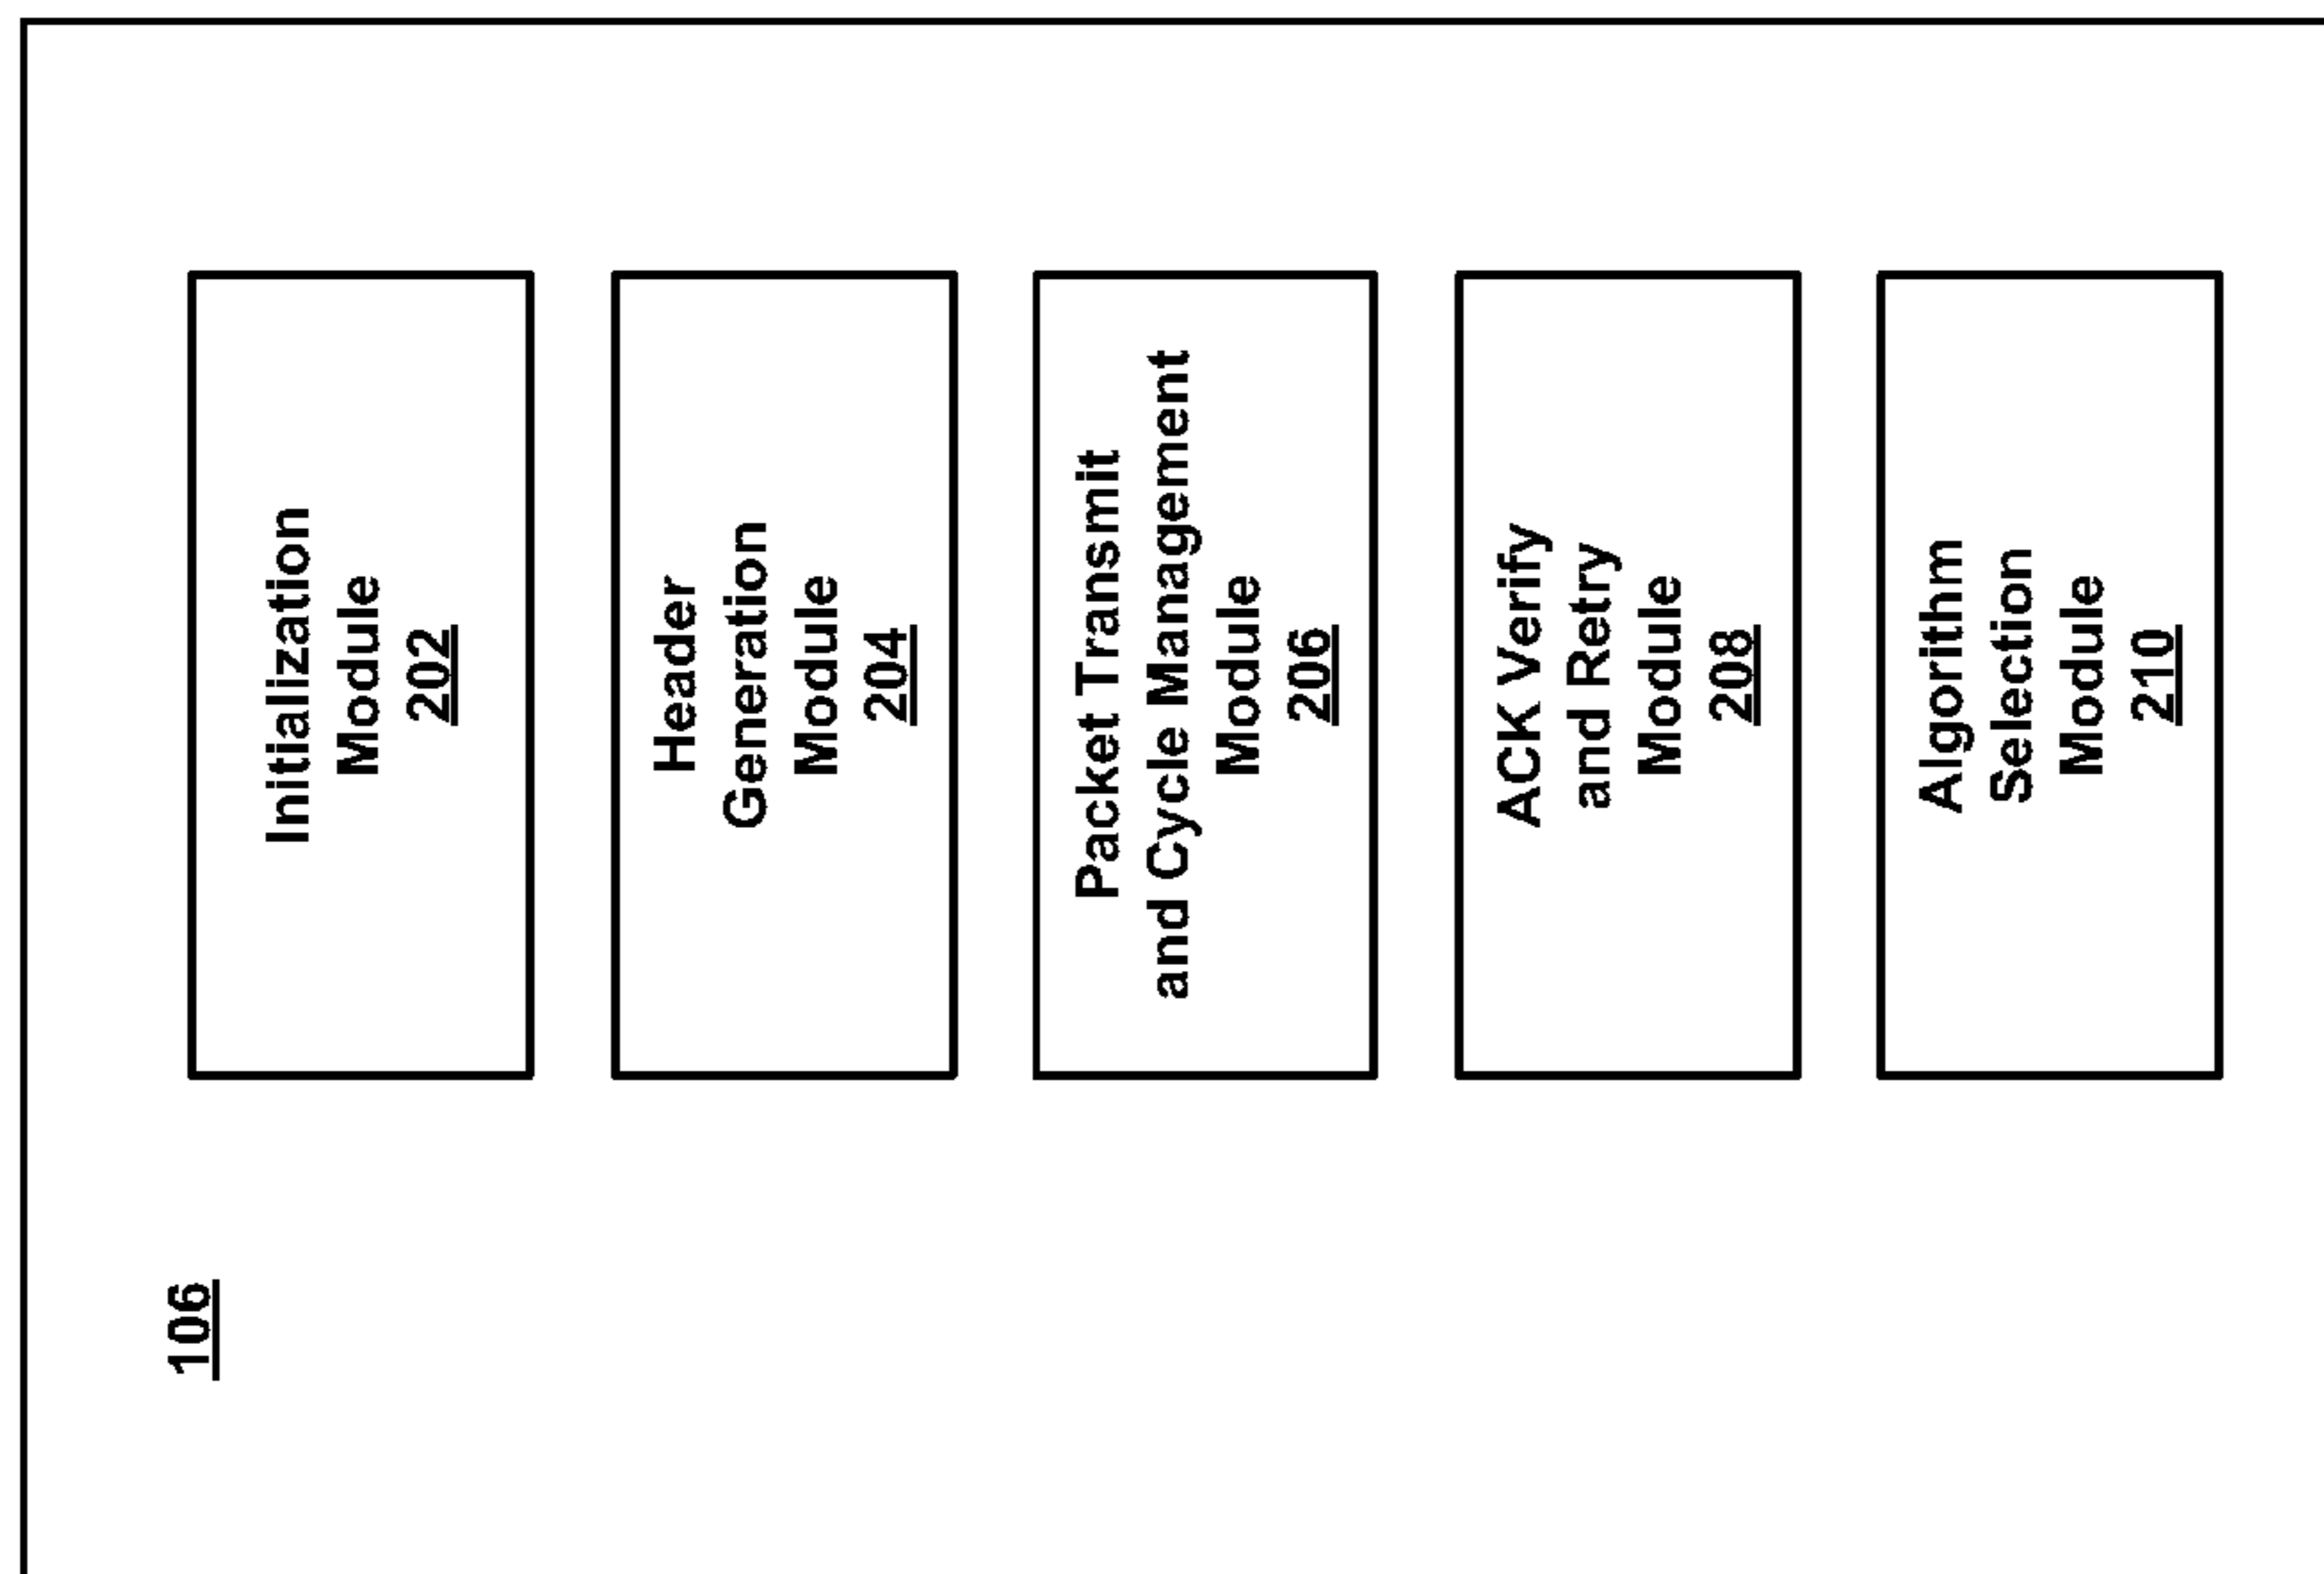 106
Initialization
Module
202
Header
Generation
Module
204
Packet Transmit
and Cycle Management
Module
206
ACK Verify
and Retry
Module
208
Algorithm
Selection
Module
210